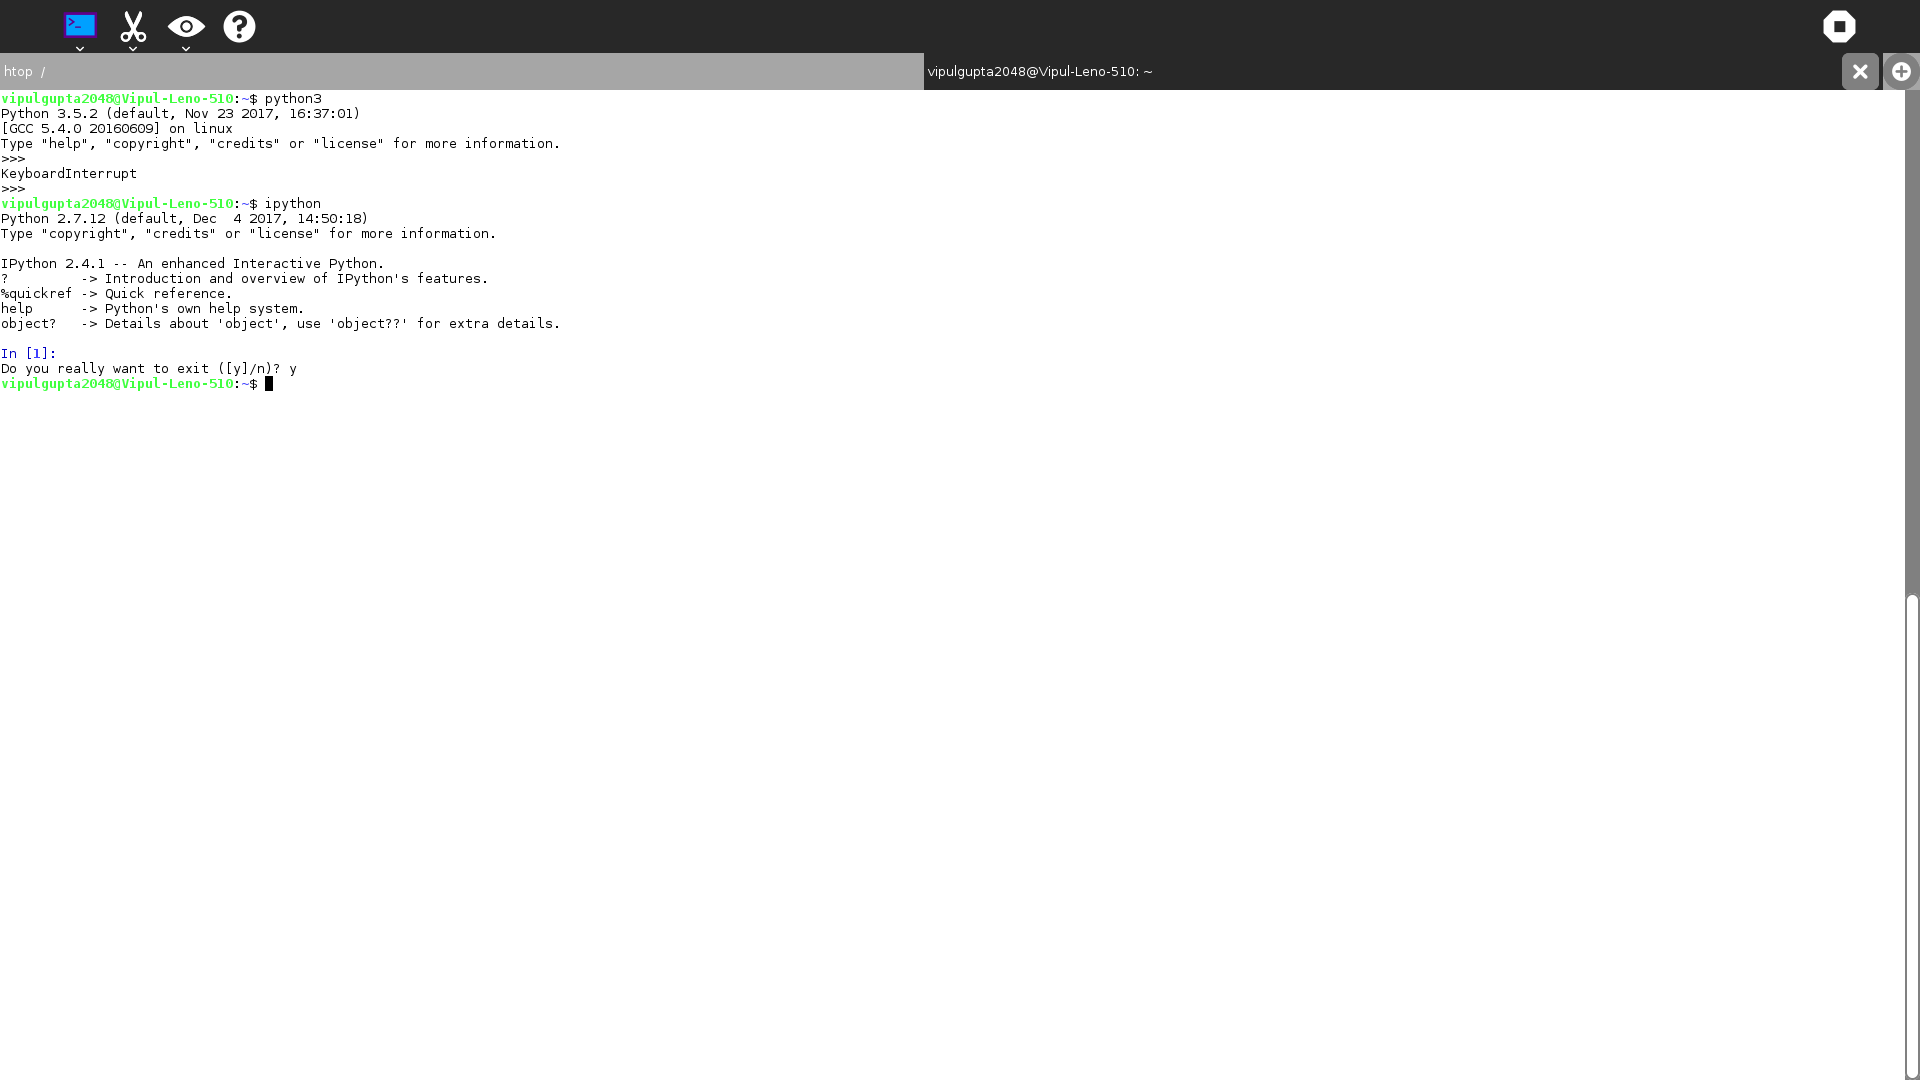 htop /
vipulgupta2048@Vipul-Leno-510: ~
vipulgupta2048@Vipul-Leno-510:~$ python3
Python 3.5.2 (default, Nov 23 2017, 16:37:01)
[GCC 5.4.0 20160609] on linux
Type "help", "copyright", "credits" or "license" for more information.
>>>
KeyboardInterrupt
>>>
vipulgupta2048@Vipul-Leno-510:~$ ipython
Python 2.7.12 (default, Dec  4 2017, 14:50:18)
Type "copyright", "credits" or "license" for more information.
IPython 2.4.1 -- An enhanced Interactive Python.
?         -> Introduction and overview of IPython's features.
%quickref -> Quick reference.
help      -> Python's own help system.
object?   -> Details about 'object', use 'object??' for extra details.
In [1]:
Do you really want to exit ([y]/n)? y
vipulgupta2048@Vipul-Leno-510:~$